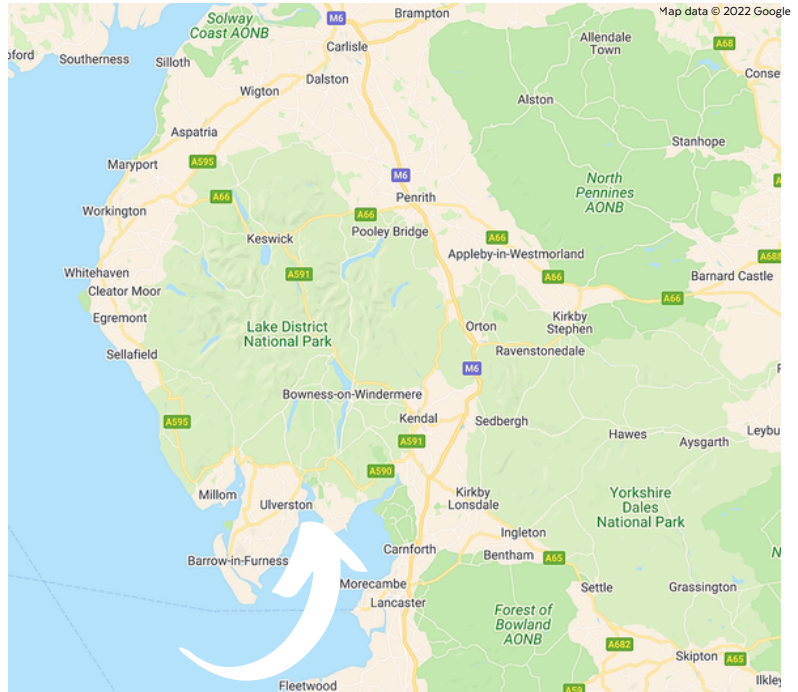 Map data © 2022 Google
Solway
Coast AONB
M6
Brampton
Carlisle
Allendale
Town
A68
Southerness
Silloth
Dalston
Wigton
Alston
Aspatria
Stanhope
Maryport
A595
M6
North
Pennines
AONB
A66
Penrith
Workington
A66
Pooley Bridge
Keswick
A66
Appleby-in-Westmorland
A66
Barnard Castle
Whitehaven
A591
Cleator Moor
A66
Egremont
Kirkby
Stephen
Orton
Lake District
National Park
Sellafield
Ravenstonedale
M6
Bowness-on-Windermere
Kendal
Sedbergh
A595
Hawes
Aysgarth
Leybu
A591
A590
Millom
Ulverston
Kirkby
Lonsdale
Yorkshire
Dales
National Park
Ingleton
Carnforth
Bentham
A65
Barrow-in-Furness
Morecambe
Settle
Grassington
Lancaster
Forest of
Bowland
AONB
A682
Skipton
A65
Fleetwood
A59
Ilkley